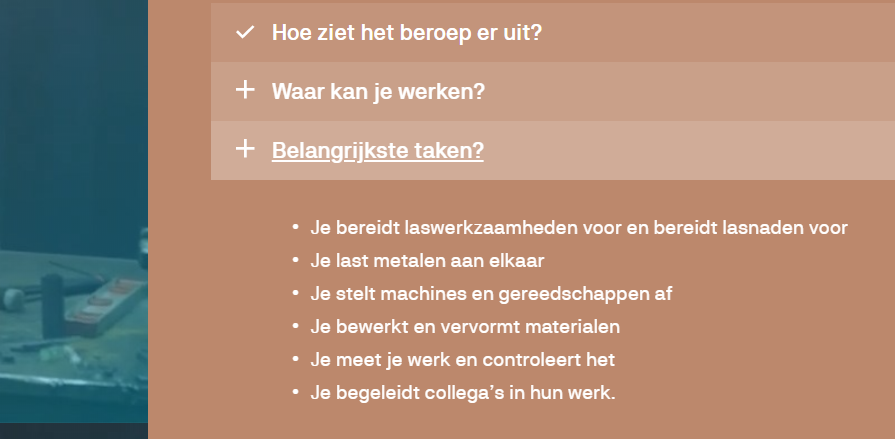 Hoe ziet het beroep er uit?
Waar kan je werken?
Belangrijkste taken?
• Je bereidt laswerkzaamheden voor en bereidt lasnaden voor
• Je last metalen aan elkaar
• Je stelt machines en gereedschappen af
• Je bewerkt en vervormt materialen
• Je meet je werk en controleert het
• Je begeleidt collega’s in hun werk.